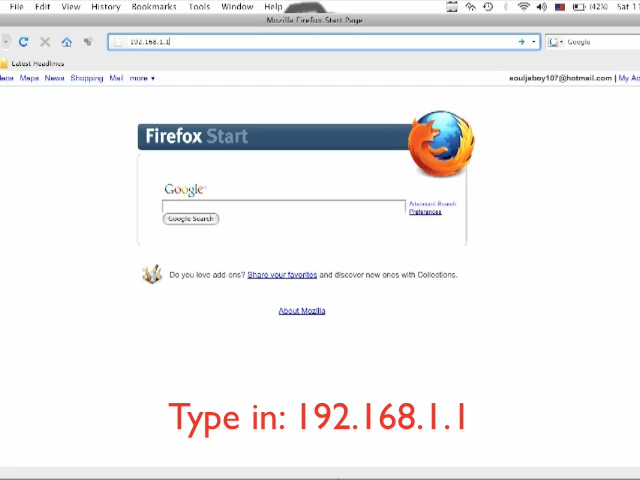 File Edit View History Bookmarks Tools Window Help (42%) Sat 1
Mozilla Firefox Start Page
192.168.1.1 Google
Latest Headlines
Maps News Shopping Mail more ▾ souljaboy107@hotmail.com | My Ac
Firefox Start
Google
Advanced Search
Preferences
Google Search
Do you love add-ons? Share your favorites and discover new ones with Collections.
About Mozilla
Type in: 192.168.1.1